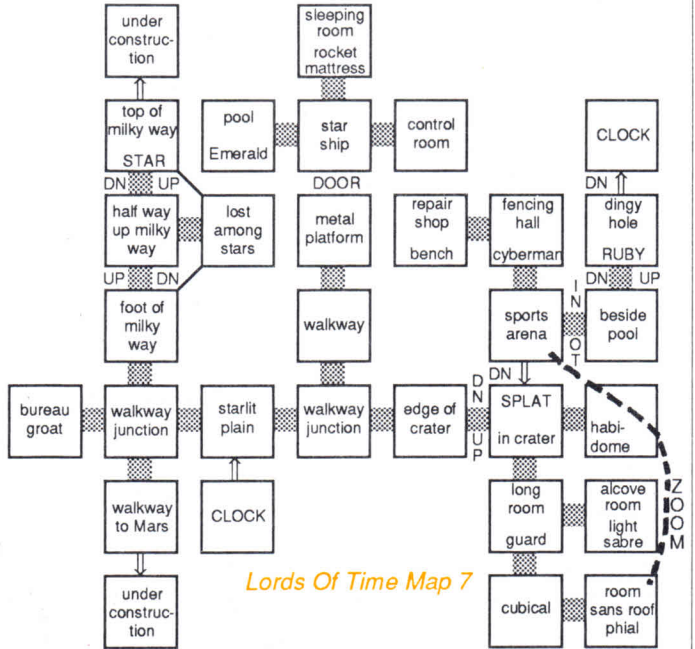 under
construc-
tion
sleeping
room
rocket
mattress
top of
milky way
STAR
pool
Emerald
star
ship
control
room
CLOCK
DN UP
DOOR
DN
half way
up milky
way
lost
among
stars
metal
platform
repair
shop
bench
fencing
hall
cyberman
dingy
hole
RUBY
UP DN
DN UP
foot of
milky
way
walkway
sports
arena
IN
OT
beside
pool
DN
bureau
groat
walkway
junction
starlit
plain
walkway
junction
edge of
crater
DN
UP
SPLAT
in crater
habi-
dome
walkway
to Mars
CLOCK
long
room
guard
alcove
room
light
sabre
ZOOM
under
construc-
tion
Lords Of Time Map 7
cubical
room
sans roof
phial